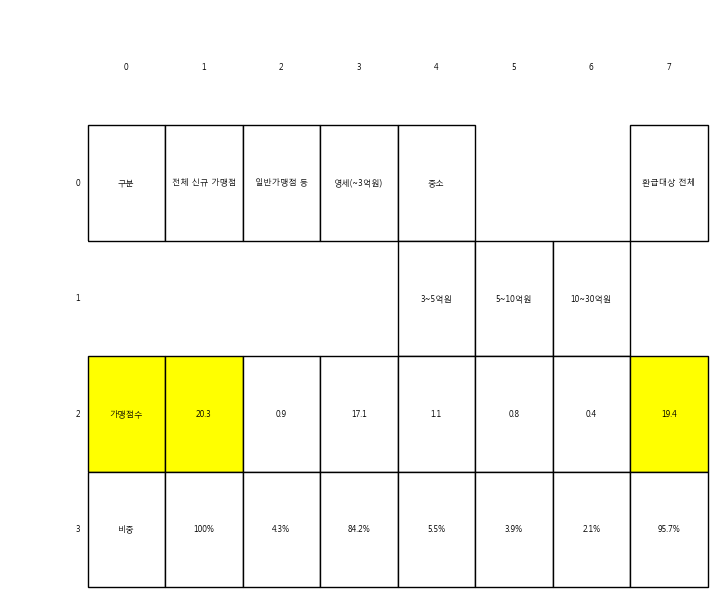 0 1 2 3 4 5 6 7
0 구분 전체 신규 가맹점 일반가맹점 등 영세(~3억원) 중소 환급대상 전체
1 3~5억원 5~10억원 10~30억원
2 가맹점수 20.3 0.9 17.1 1.1 0.8 0.4 19.4
3 비중 100% 4.3% 84.2% 5.5% 3.9% 2.1% 95.7%